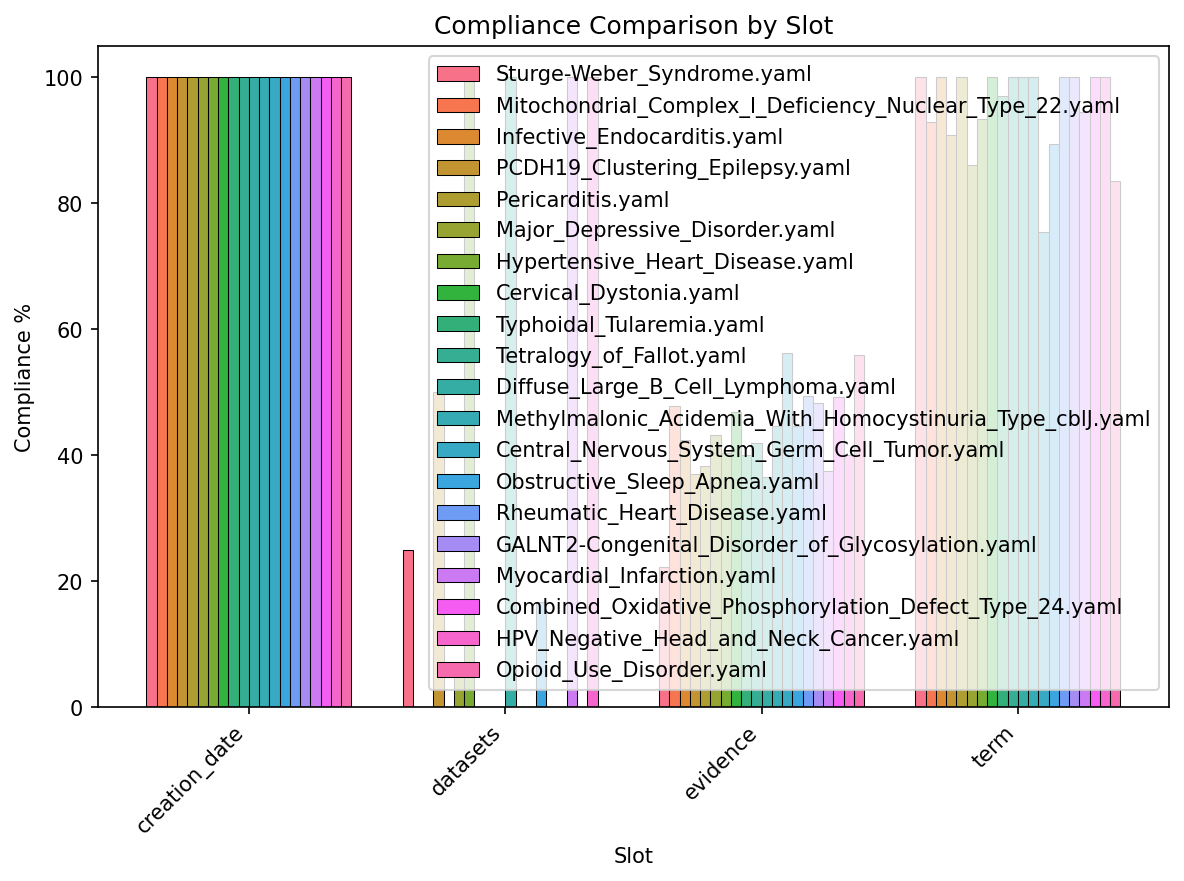 Compliance Comparison by Slot
Compliance %
100
80
60
40
20
0
Sturge-Weber_Syndrome.yaml
Mitochondrial_Complex_I_Deficiency_Nuclear_Type_22.yaml
Infective_Endocarditis.yaml
PCDH19_Clustering_Epilepsy.yaml
Pericarditis.yaml
Major_Depressive_Disorder.yaml
Hypertensive_Heart_Disease.yaml
Cervical_Dystonia.yaml
Typhoidal_Tularemia.yaml
Tetralogy_of_Fallot.yaml
Diffuse_Large_B_Cell_Lymphoma.yaml
Methylmalonic_Acidemia_With_Homocystinuria_Type_cblJ.yaml
Central_Nervous_System_Germ_Cell_Tumor.yaml
Obstructive_Sleep_Apnea.yaml
Rheumatic_Heart_Disease.yaml
GALNT2-Congenital_Disorder_of_Glycosylation.yaml
Myocardial_Infarction.yaml
Combined_Oxidative_Phosphorylation_Defect_Type_24.yaml
HPV_Negative_Head_and_Neck_Cancer.yaml
Opioid_Use_Disorder.yaml
creation_date
datasets
evidence
term
Slot